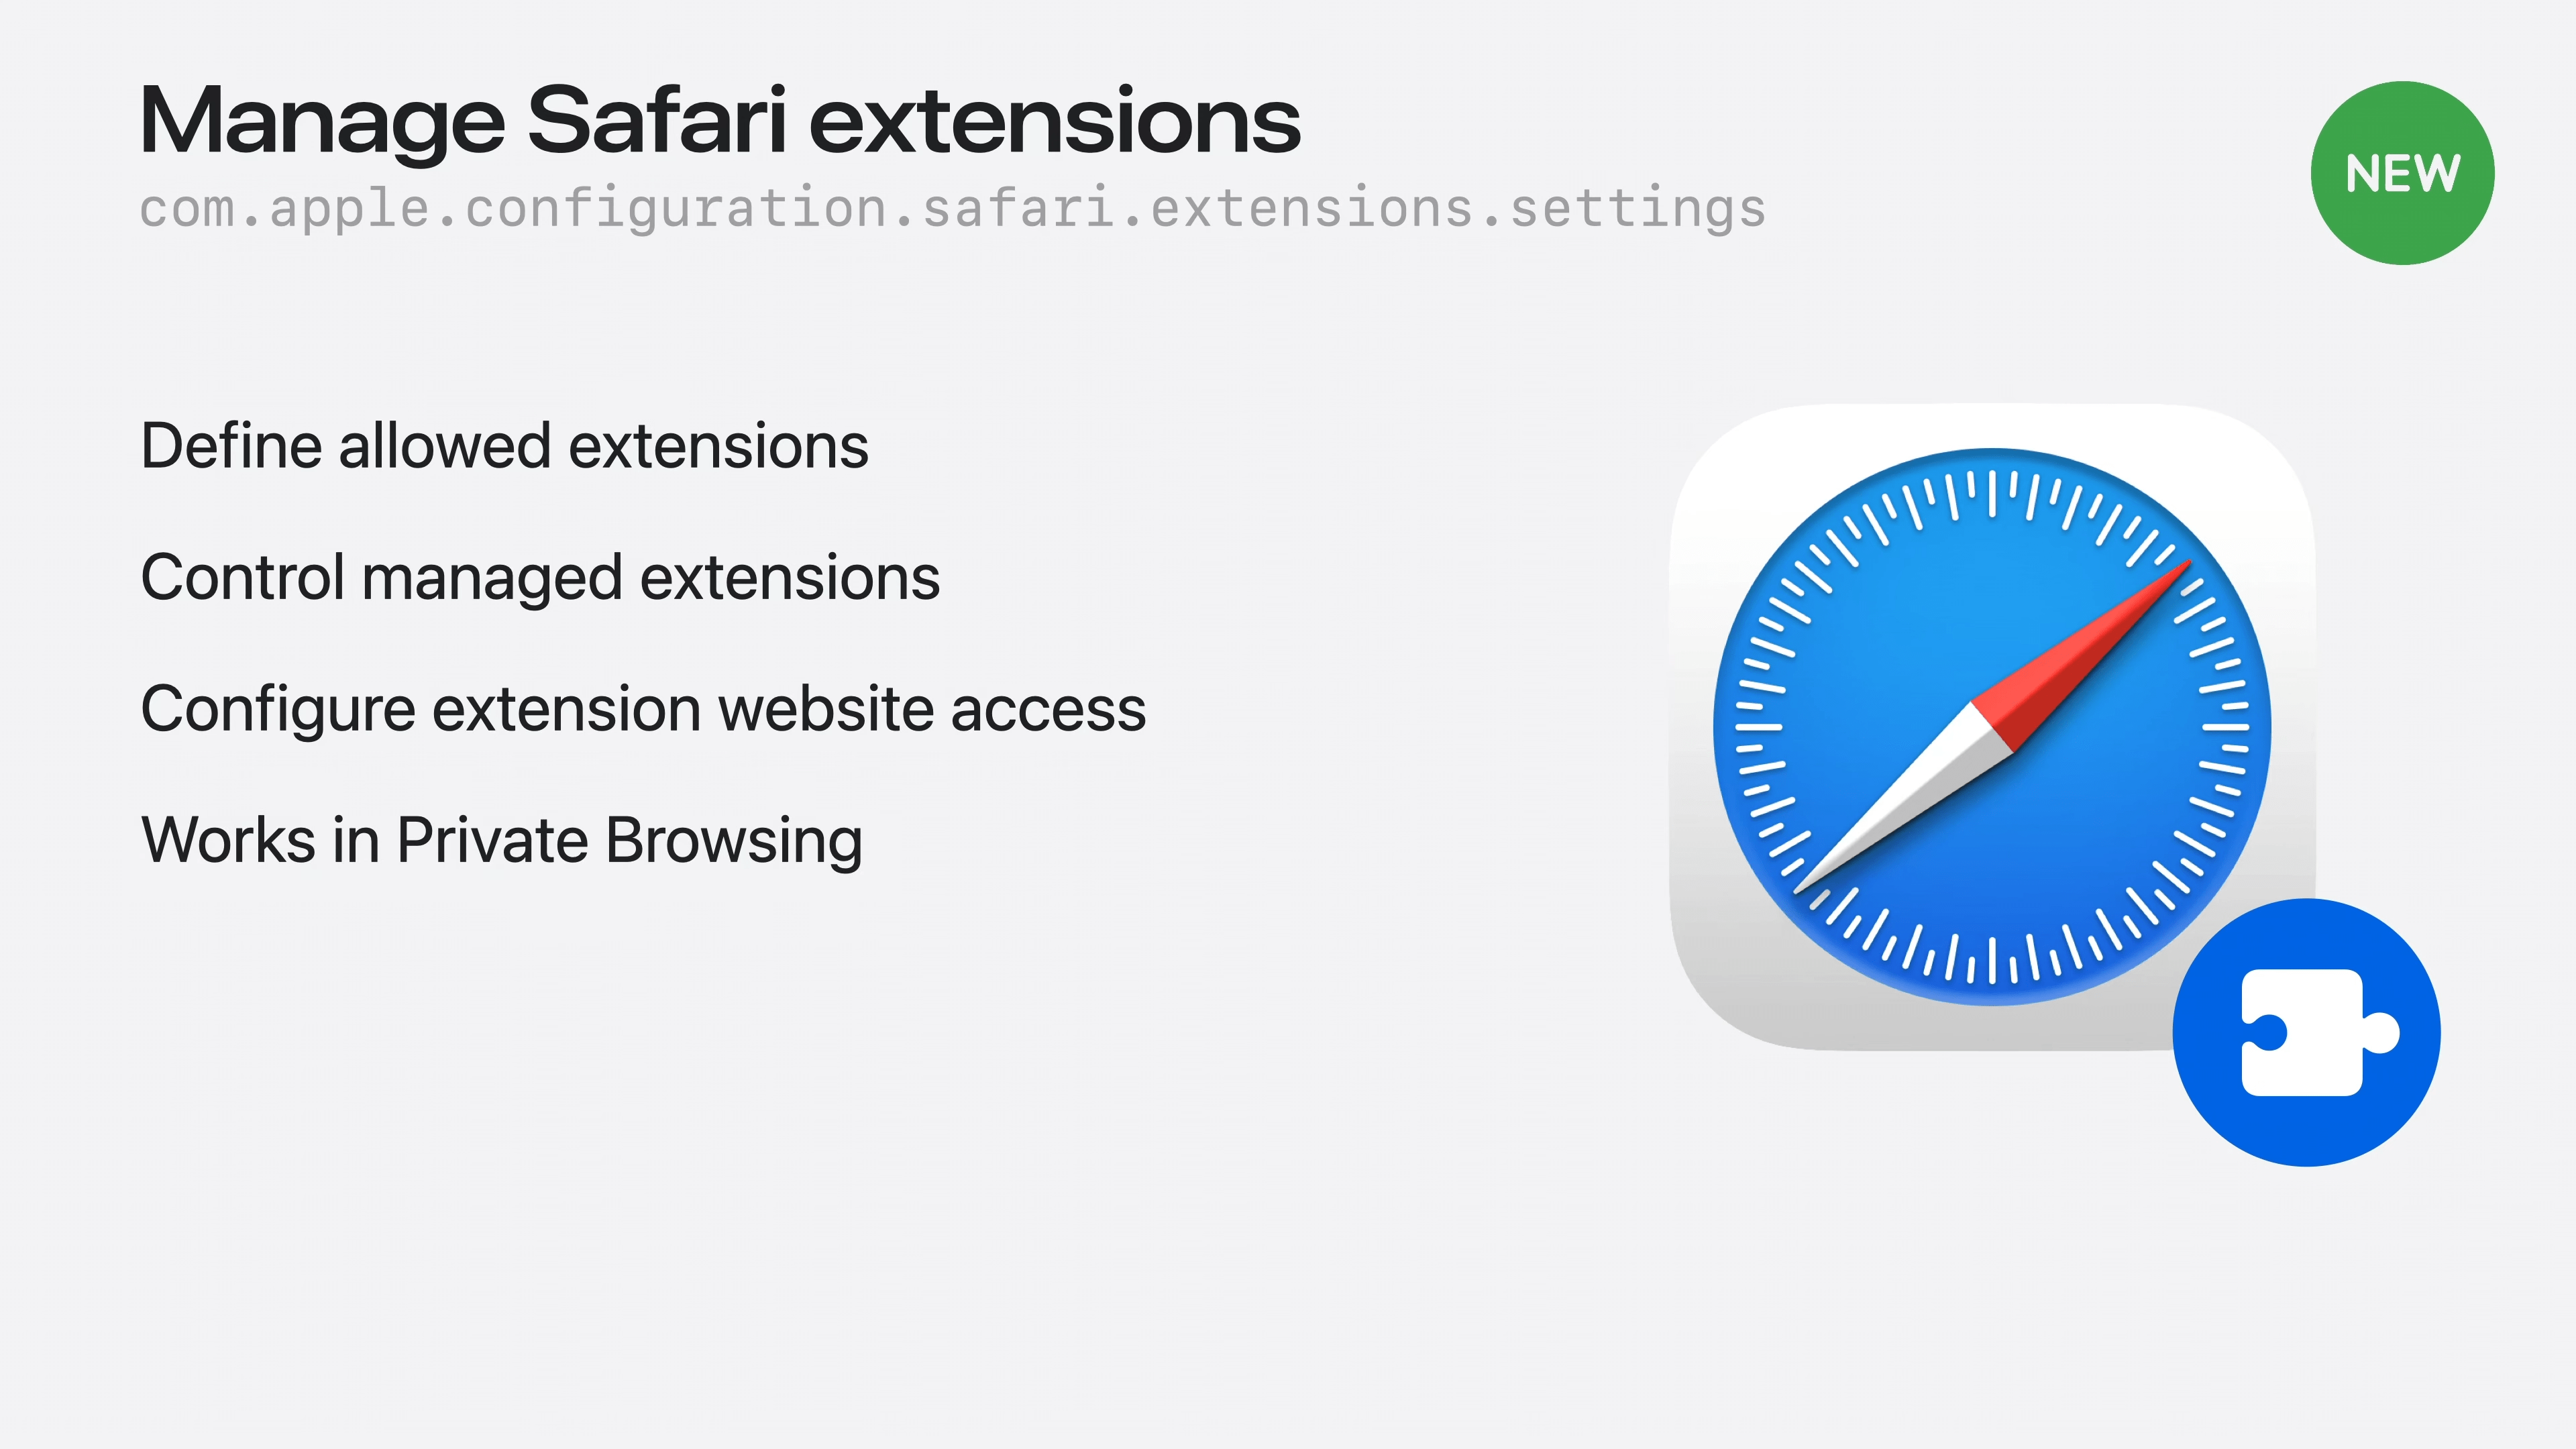 Manage Safari extensions
com.apple.configuration.safari.extensions.settings
NEW
Define allowed extensions
Control managed extensions
Configure extension website access
Works in Private Browsing